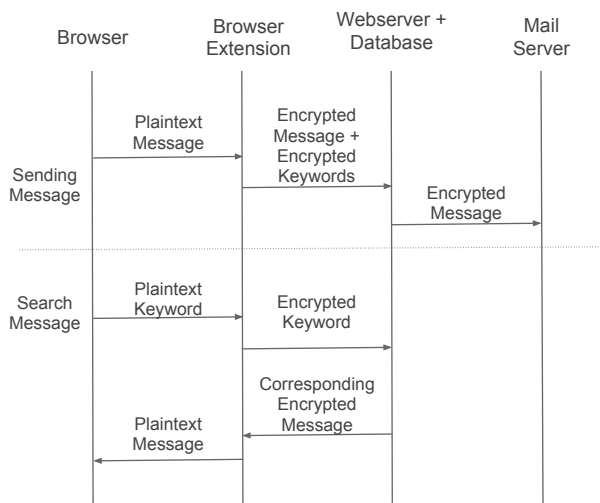 Browser
Browser
Extension
Webserver +
Database
Mail
Server
Sending
Message
Plaintext
Message
Encrypted
Message +
Encrypted
Keywords
Encrypted
Message
Search
Message
Plaintext
Keyword
Encrypted
Keyword
Corresponding
Encrypted
Message
Plaintext
Message